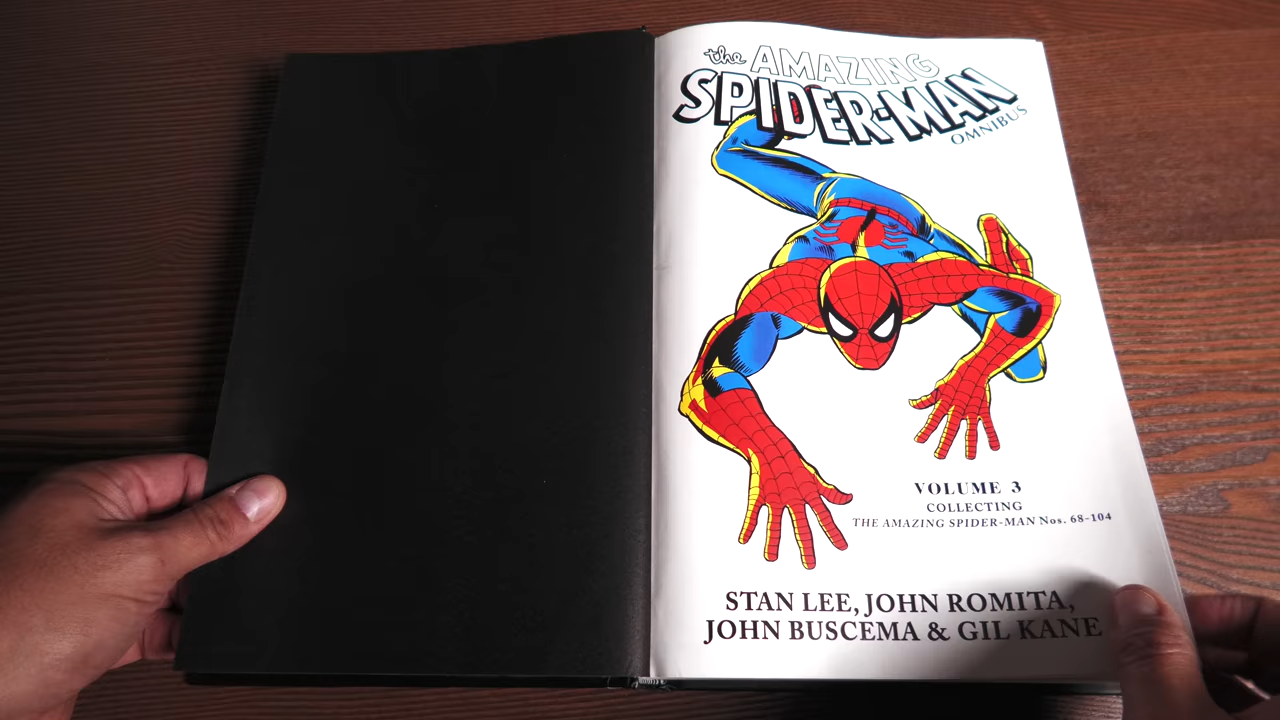 the AMAZING
SPIDER-MAN
OMNIBUS
VOLUME 3
COLLECTING
THE AMAZING SPIDER-MAN Nos. 68-104
STAN LEE, JOHN ROMITA,
JOHN BUSCEMA & GIL KANE